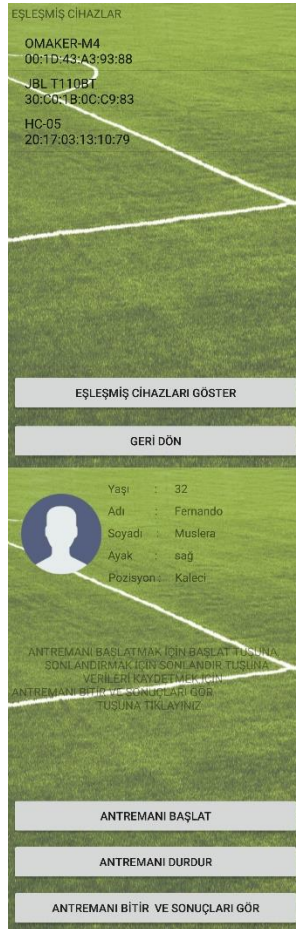 EŞLEŞMİŞ CİHAZLAR
OMAKER-M4
00:1D:43:A3:93:88
JBL T110BT
30:C0:1B:0C:C9:83
HC-05
20:17:03:13:10:79
EŞLEŞMİŞ CİHAZLARI GÖSTER
GERİ DÖN
Yaşı : 32
Adı : Fernando
Soyadı : Muslera
Ayak : sağ
Pozisyon : Kaleci
ANTREMANI BAŞLATMAK İÇİN BAŞLAT TUŞUNA
SONLANDIRMAK İÇİN SONLANDIR TUŞUNA
VERİLERİ KAYDETMEK İÇİN
ANTREMANI BİTİR VE SONUÇLARI GÖR
TUŞUNA TIKLAYINIZ
ANTREMANI BAŞLAT
ANTREMANI DURDUR
ANTREMANI BİTİR VE SONUÇLARI GÖR